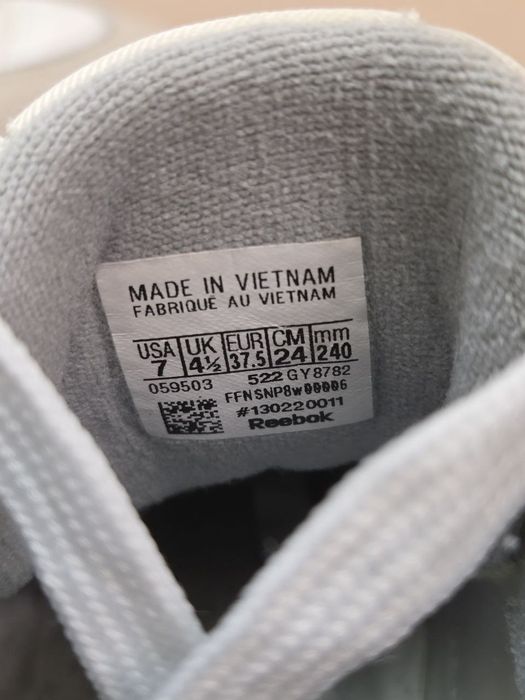 MADE IN VIETNAM
FABRIQUÉ AU VIETNAM
USA UK EUR CM mm
7 4½ 37.5 24 240
059503 522 GY8782
FFNSNP8w00006
#130220011
Reebok